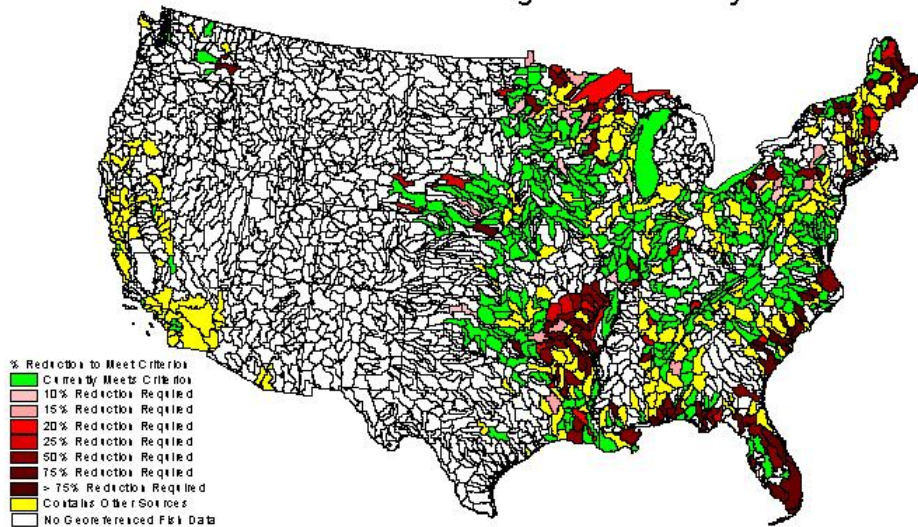 % Reduction to Meet Criterion
Currently Meets Criterion
10% Reduction Required
15% Reduction Required
20% Reduction Required
25% Reduction Required
50% Reduction Required
75% Reduction Required
> 75% Reduction Required
Contains Other Sources
No Georeferenced Fish Data